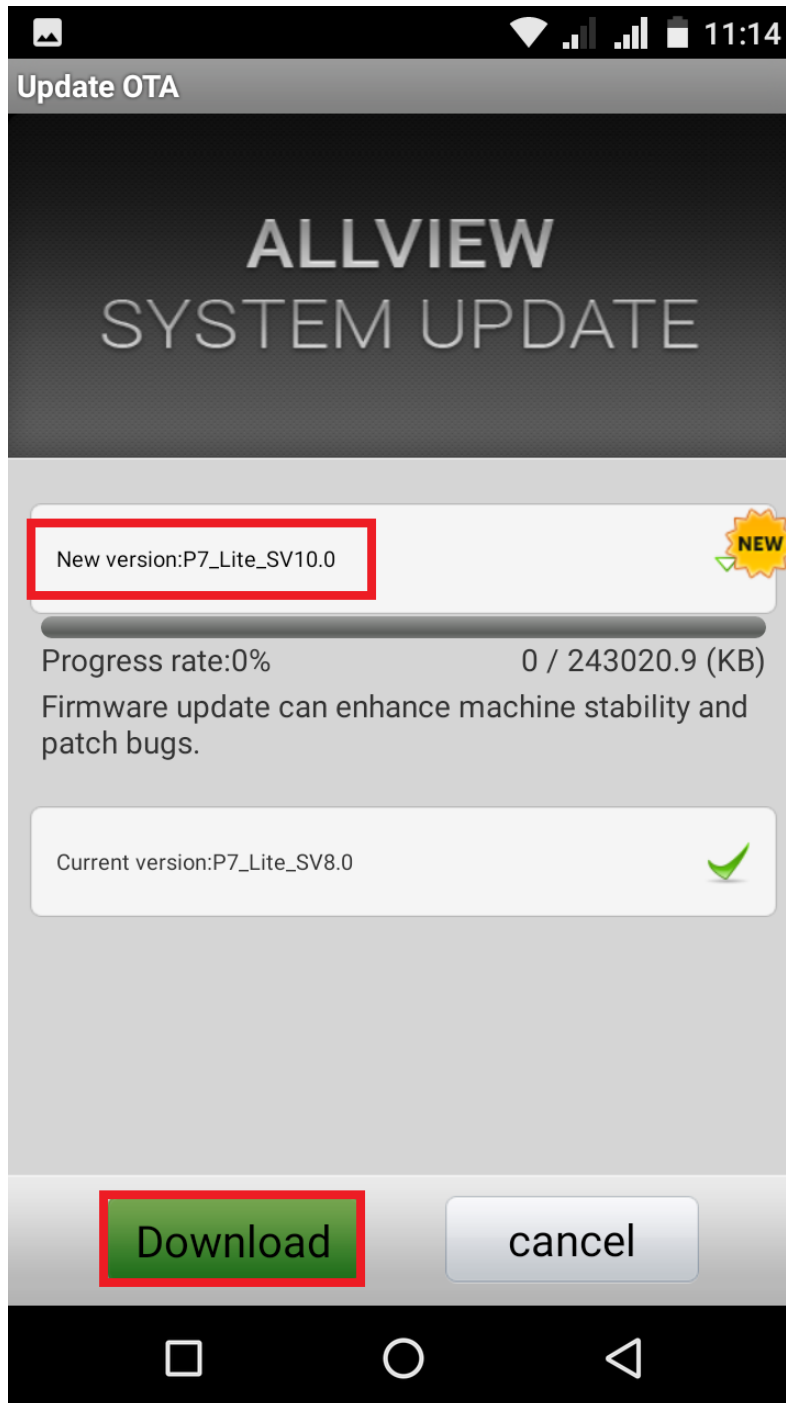 11:14
Update OTA
ALLVIEW
SYSTEM UPDATE
New version:P7_Lite_SV10.0
NEW
Progress rate:0% 0 / 243020.9 (KB)
Firmware update can enhance machine stability and
patch bugs.
Current version:P7_Lite_SV8.0
Download cancel